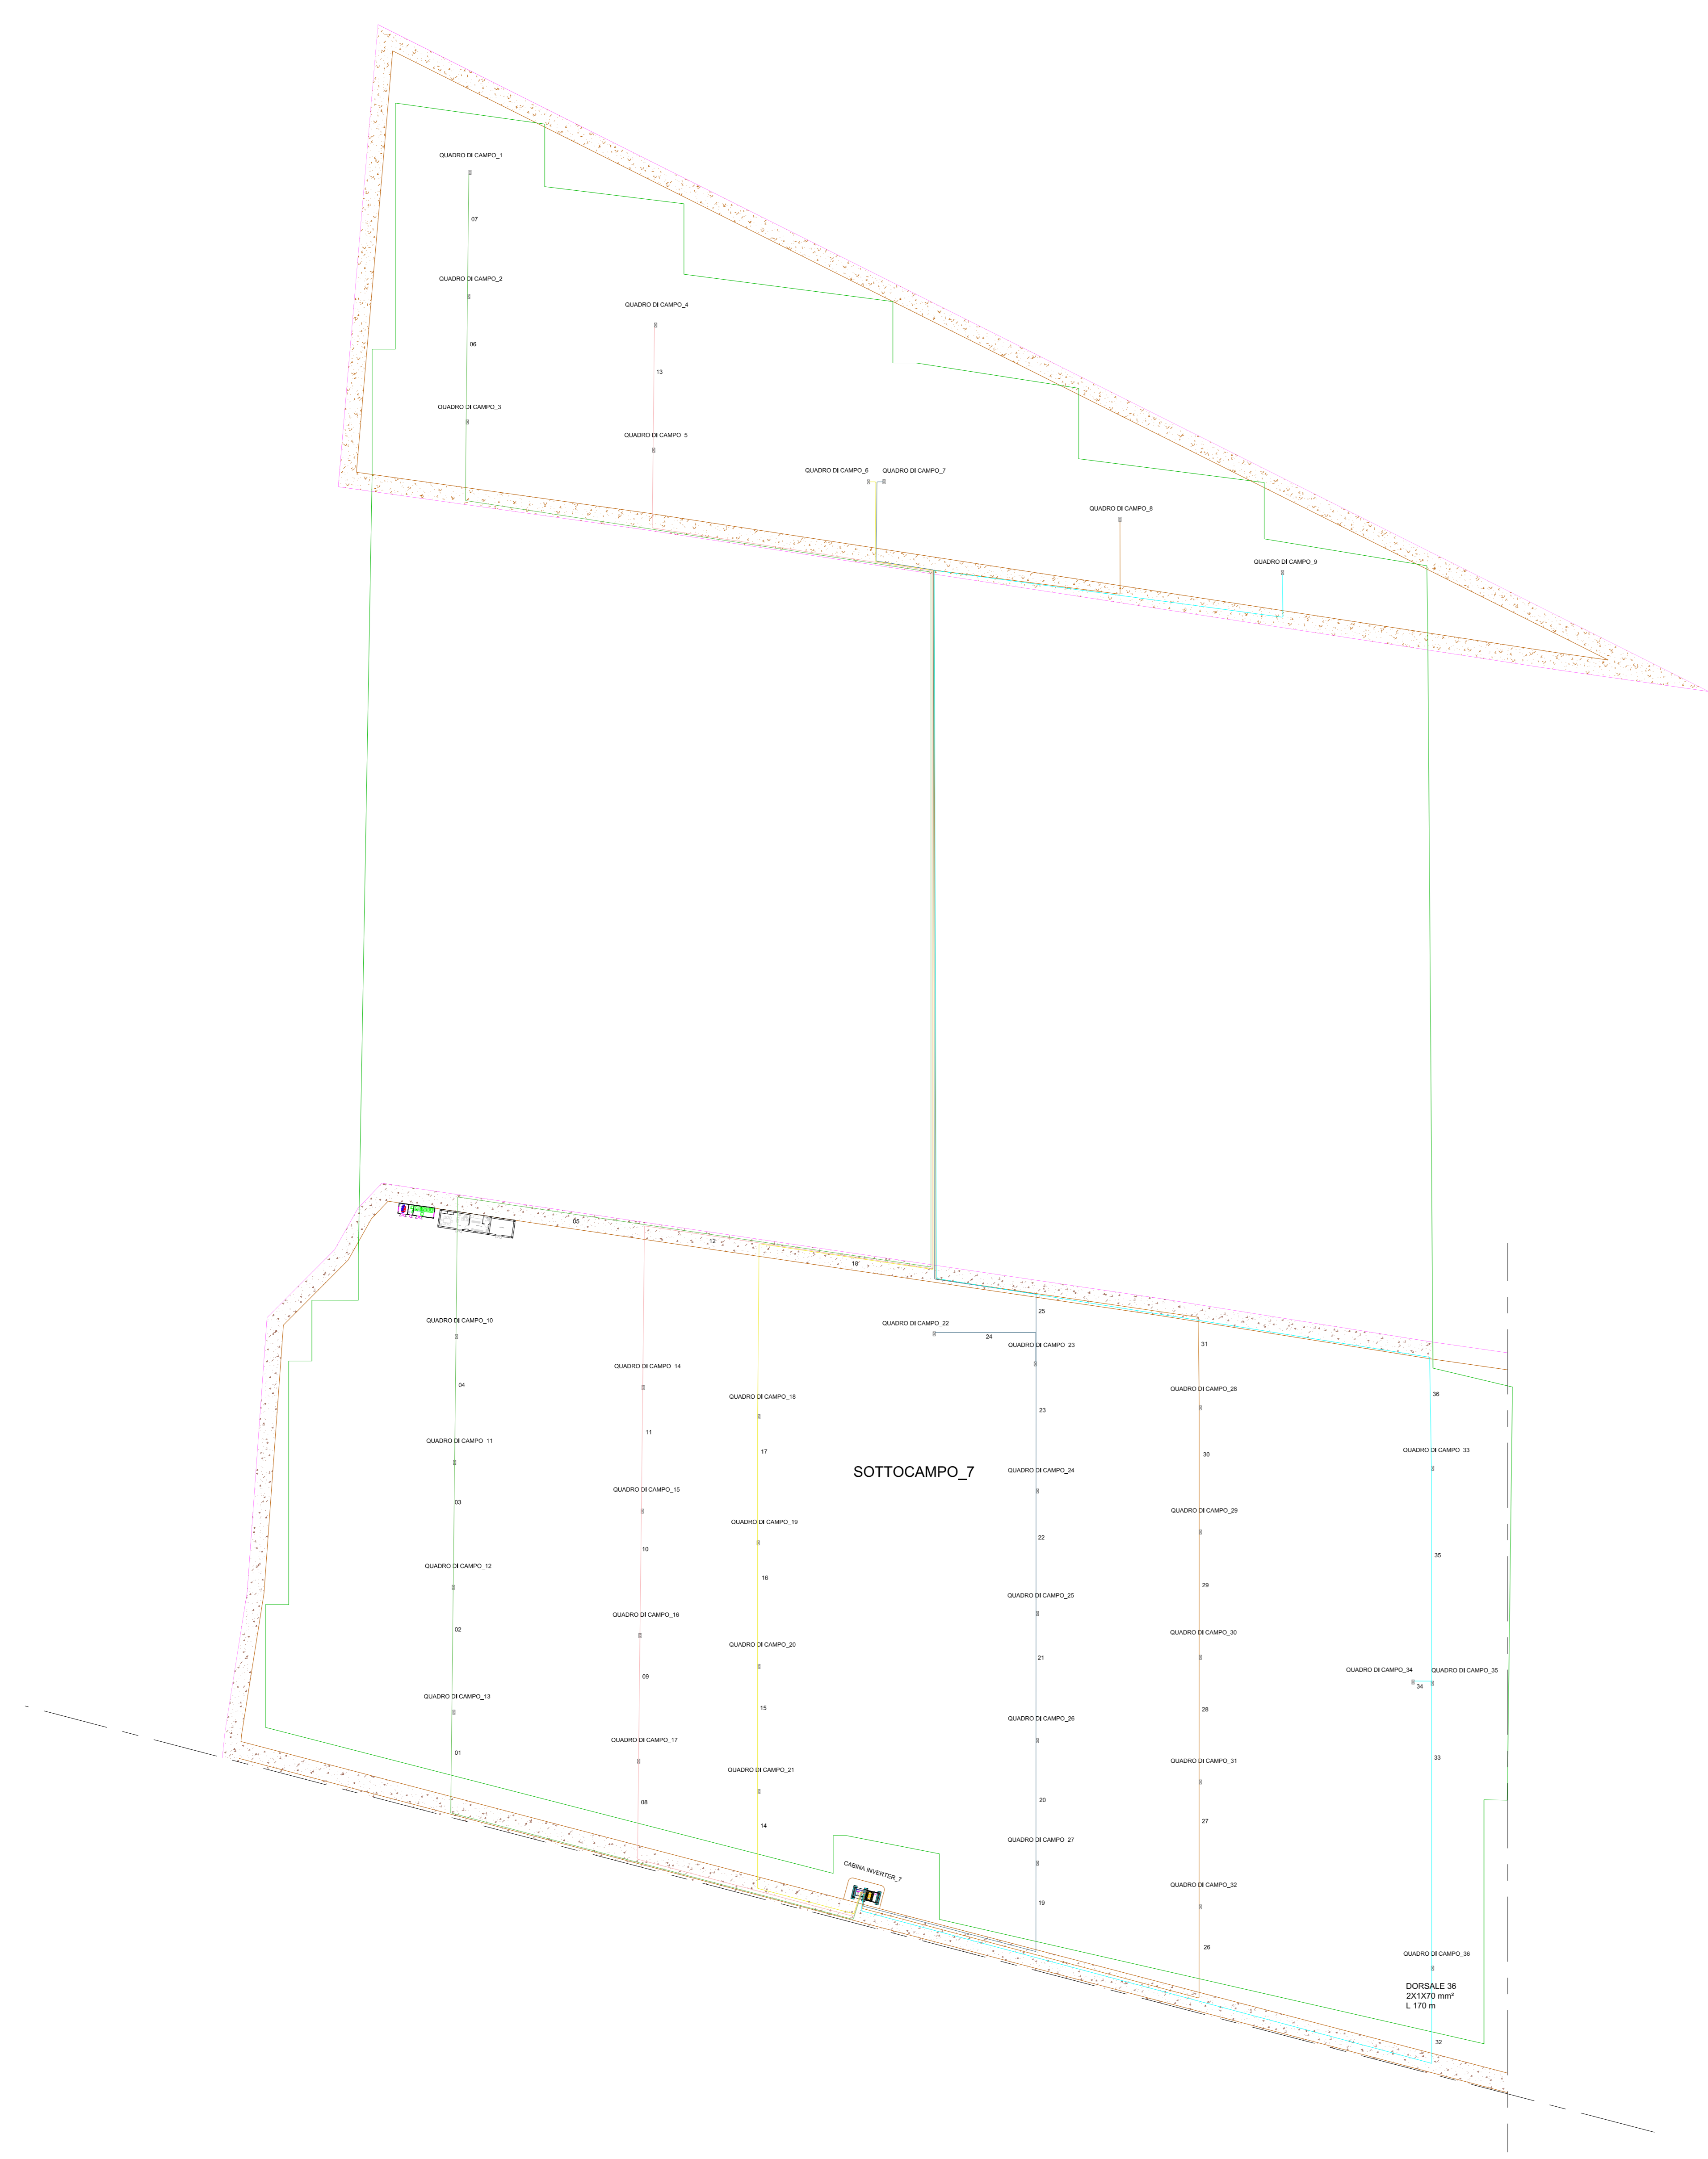 QUADRO DI CAMPO_1
07
QUADRO DI CAMPO_2
QUADRO DI CAMPO_4
06
13
QUADRO DI CAMPO_3
QUADRO DI CAMPO_5
QUADRO DI CAMPO_6
QUADRO DI CAMPO_7
QUADRO DI CAMPO_8
QUADRO DI CAMPO_9
05
12
18
25
QUADRO DI CAMPO_10
QUADRO DI CAMPO_22
24
QUADRO DI CAMPO_23
31
QUADRO DI CAMPO_14
04
QUADRO DI CAMPO_28
36
QUADRO DI CAMPO_18
23
11
QUADRO DI CAMPO_11
17
30
QUADRO DI CAMPO_33
SOTTOCAMPO_7
QUADRO DI CAMPO_24
QUADRO DI CAMPO_15
03
QUADRO DI CAMPO_29
QUADRO DI CAMPO_19
22
10
35
QUADRO DI CAMPO_12
16
29
QUADRO DI CAMPO_25
QUADRO DI CAMPO_16
02
QUADRO DI CAMPO_30
QUADRO DI CAMPO_20
21
QUADRO DI CAMPO_34
QUADRO DI CAMPO_35
09
34
QUADRO DI CAMPO_13
15
28
QUADRO DI CAMPO_26
QUADRO DI CAMPO_17
01
33
QUADRO DI CAMPO_31
QUADRO DI CAMPO_21
20
08
27
14
QUADRO DI CAMPO_27
CABINA INVERTER_7
QUADRO DI CAMPO_32
19
26
QUADRO DI CAMPO_36
DORSALE 36
2X1X70 mm²
L 170 m
32